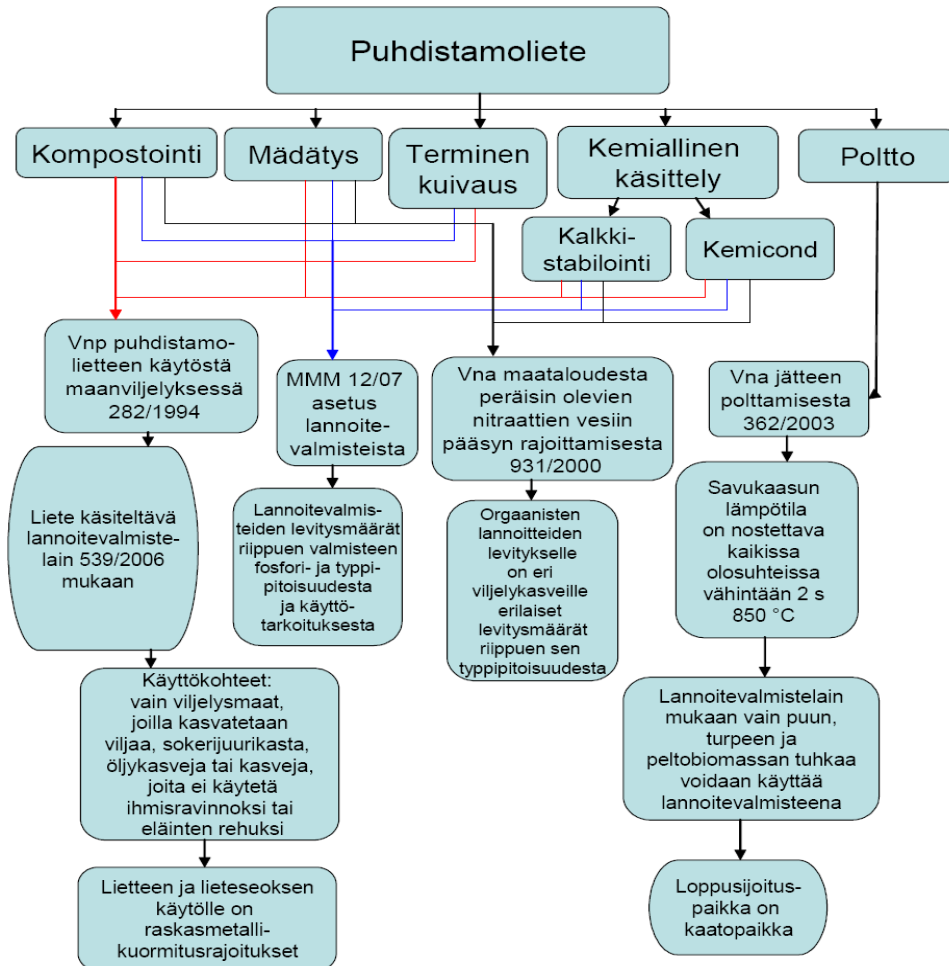 Puhdistamoliete
Kompostointi
Mädätys
Terminen
kuivaus
Kemiallinen
käsittely
Poltto
Kalkki-
stabilointi
Kemicond
Vnp puhdistamo-
lietteen käytöstä
maanviljelyksessä
282/1994
MMM 12/07
asetus
lannoite-
valmisteista
Vna maataloudesta
peräisin olevien
nitraattien vesiin
pääsyn rajoittamisesta
931/2000
Vna jätteen
polttamisesta
362/2003
Liete käsiteltävä
lannoitevalmiste-
lain 539/2006
mukaan
Lannoitevalmis-
teiden levitysmäärät
riippuen valmisteen
fosfori- ja typpi-
pitoisuudesta
ja käyttö-
tarkoituksesta
Orgaanisten
lannoitteiden
levitykselle
on eri
viljelykasveille
erilaiset
levitysmäärät
riippuen sen
typpipitoisuudesta
Savukaasun
lämpötila
on nostettava
kaikissa
olosuhteissa
vähintään 2 s
850 °C
Käyttökohteet:
vain viljelysmaat,
joilla kasvatetaan
viljaa, sokerijuurikasta,
öljykasveja tai kasveja,
joita ei käytetä
ihmisravinnoksi tai
eläinten rehuksi
Lannoitevalmistelain
mukaan vain puun,
turpeen ja
peltobiomassan tuhkaa
voidaan käyttää
lannoitevalmisteena
Lietteen ja lieteseoksen
käytölle on
raskasmetalli-
kuormitusrajoitukset
Loppusijoitus-
paikka on
kaatopaikka